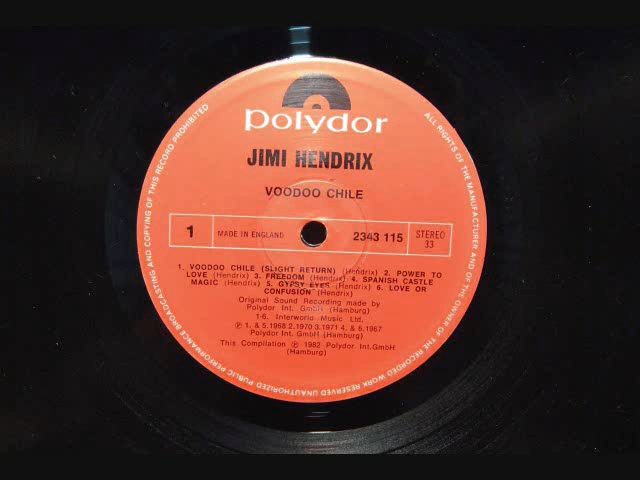 polydor
JIMI HENDRIX
VOODOO CHILE
1
MADE IN ENGLAND
2343 115
STEREO
33
1. VOODOO CHILE (SLIGHT RETURN) (Hendrix) 2. POWER TO
LOVE (Hendrix) 3. FREEDOM (Hendrix) 4. SPANISH CASTLE
MAGIC (Hendrix) 5. GYPSY EYES (Hendrix) 6. LOVE OR
CONFUSION (Hendrix)
Original Sound Recording made by
Polydor Int. GmbH (Hamburg)
1-6. Interworld Music Ltd.
℗ 1. & 5.1968 2.1970 3.1971 4. & 6.1967
Polydor Int. GmbH (Hamburg)
This Compilation ℗ 1982 Polydor Int.GmbH
(Hamburg)
ALL RIGHTS OF THE MANUFACTURER AND OF THE OWNER OF THE RECORDED WORK RESERVED UNAUTHORIZED PUBLIC PERFORMANCE BROADCASTING AND COPYING OF THIS RECORD PROHIBITED